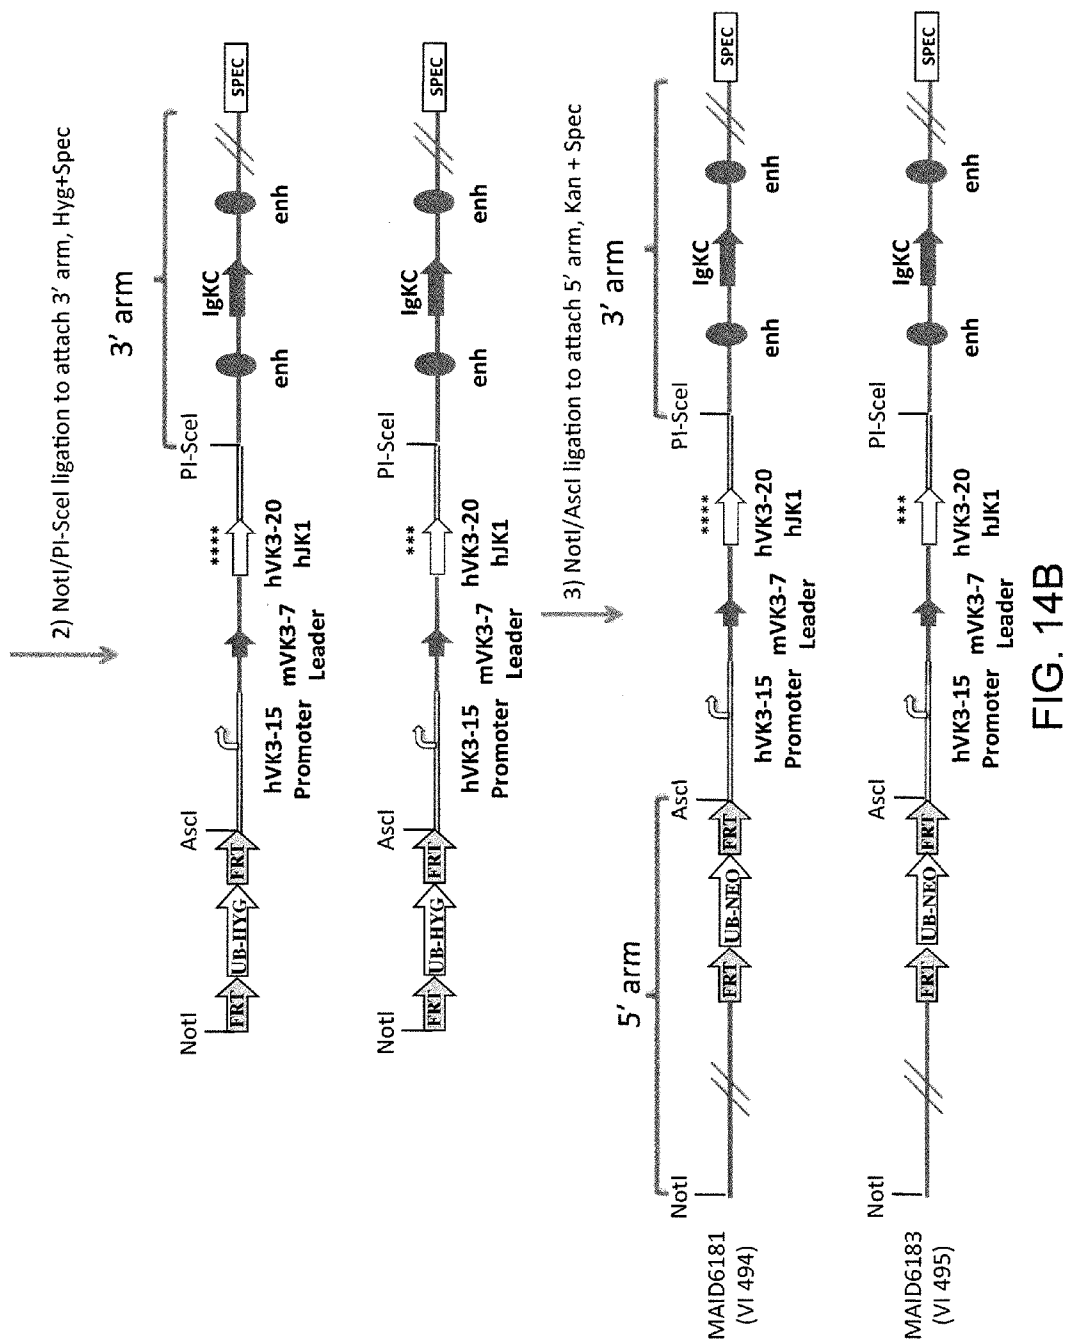 2) NotI/PI-SceI ligation to attach 3' arm, Hyg+Spec
3' arm
NotI
AscI
PI-SceI
FRT UB-HYG FRT
****
IgKC
SPEC
hVK3-15
Promoter
mVK3-7
Leader
hVK3-20
hJK1
enh
enh
NotI
AscI
PI-SceI
FRT UB-HYG FRT
***
IgKC
SPEC
hVK3-15
Promoter
mVK3-7
Leader
hVK3-20
hJK1
enh
enh
3) NotI/AscI ligation to attach 5' arm, Kan + Spec
5' arm
3' arm
NotI
AscI
PI-SceI
MAID6181
(VI 494)
FRT UB-NEO FRT
****
IgKC
SPEC
hVK3-15
Promoter
mVK3-7
Leader
hVK3-20
hJK1
enh
enh
NotI
AscI
PI-SceI
MAID6183
(VI 495)
FRT UB-NEO FRT
***
IgKC
SPEC
hVK3-15
Promoter
mVK3-7
Leader
hVK3-20
hJK1
enh
enh
FIG. 14B